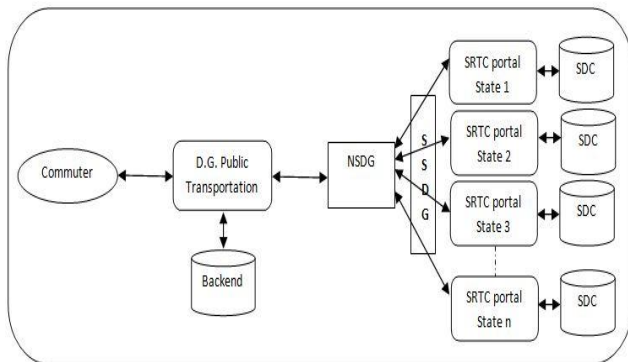 Commuter
D.G. Public
Transportation
Backend
NSDG
S
S
D
G
SRTC portal
State 1
SDC
SRTC portal
State 2
SDC
SRTC portal
State 3
SDC
SRTC portal
State n
SDC